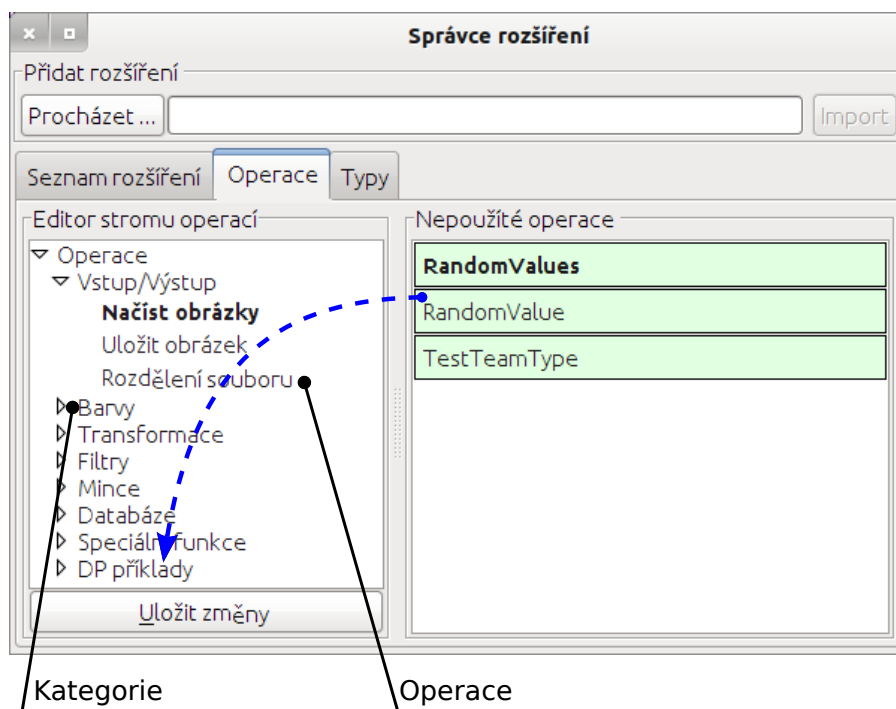 Správce rozšíření
Přidat rozšíření
Procházet ...
Import
Seznam rozšíření
Operace
Typy
Editor stromu operací
Operace
Vstup/Výstup
Načíst obrázky
Uložit obrázek
Rozdělení souboru
Barvy
Transformace
Filtry
Mince
Databáze
Speciální funkce
DP příklady
Uložit změny
Nepoužíté operace
RandomValues
RandomValue
TestTeamType
Kategorie
Operace